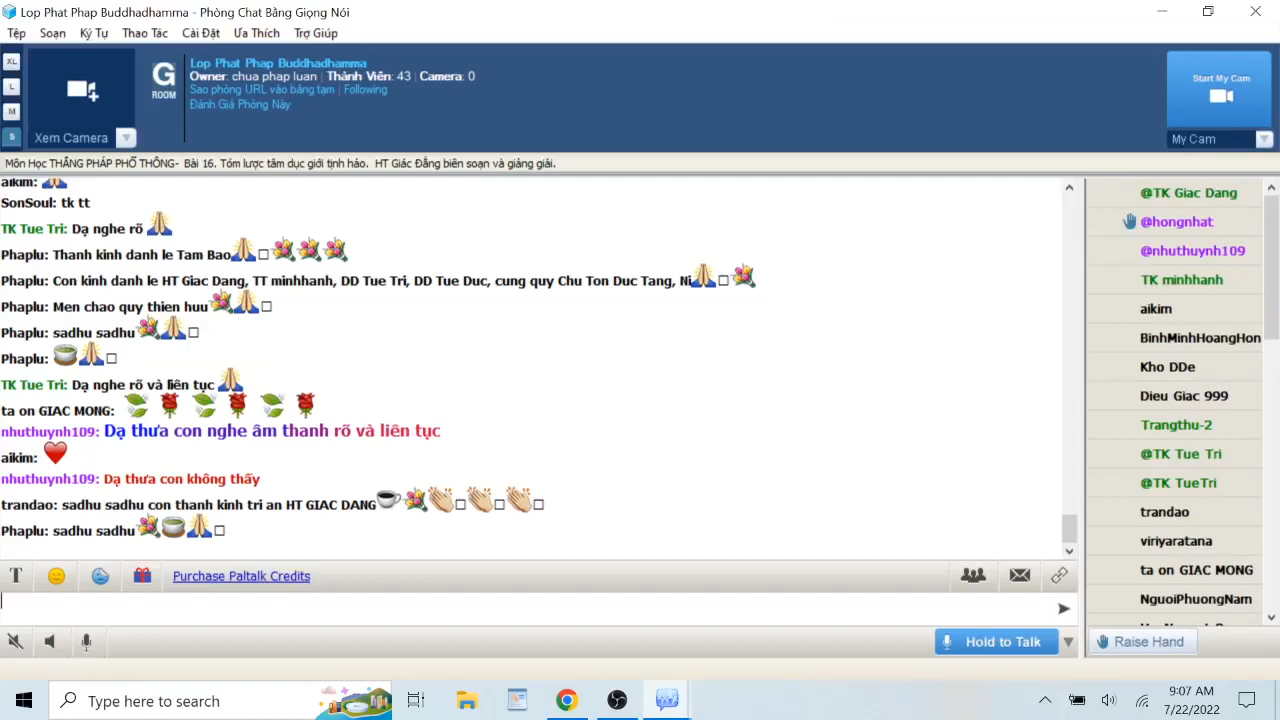 Lop Phat Phap Buddhadhamma - Phòng Chat Bằng Giọng Nói
Tệp Soạn Ký Tự Thao Tác Cài Đặt Ưa Thích Trợ Giúp
XL
L
M
S
Xem Camera
G
ROOM
Lop Phat Phap Buddhadhamma
Owner: chua phap luan | Thành Viên: 43 | Camera: 0
Sao phòng URL vào bảng tạm | Following
Đánh Giá Phòng Này
Start My Cam
My Cam
Môn Học THẮNG PHÁP PHỔ THÔNG- Bài 16. Tóm lược tâm dục giới tịnh hảo. HT Giác Đẳng biên soạn và giảng giải.
aikim:
SonSoul: tk tt
TK Tue Tri: Dạ nghe rõ
Phaplu: Thanh kinh danh le Tam Bao
Phaplu: Con kinh danh le HT Giac Dang, TT minhhanh, DD Tue Tri, DD Tue Duc, cung quy Chu Ton Duc Tang, Ni
Phaplu: Men chao quy thien huu
Phaplu: sadhu sadhu
Phaplu:
TK Tue Tri: Dạ nghe rõ và liên tục
ta on GIAC MONG:
nhuthuynh109: Dạ thưa con nghe âm thanh rõ và liên tục
aikim:
nhuthuynh109: Dạ thưa con không thấy
trandao: sadhu sadhu con thanh kinh tri an HT GIAC DANG
Phaplu: sadhu sadhu
@TK Giac Dang
@hongnhat
@nhuthuynh109
TK minhhanh
aikim
BinhMinhHoangHon
Kho DDe
Dieu Giac 999
Trangthu-2
@TK Tue Tri
@TK TueTri
trandao
viriyaratana
ta on GIAC MONG
NguoiPhuongNam
T
Purchase Paltalk Credits
Hold to Talk
Raise Hand
Type here to search
9:07 AM
7/22/2022